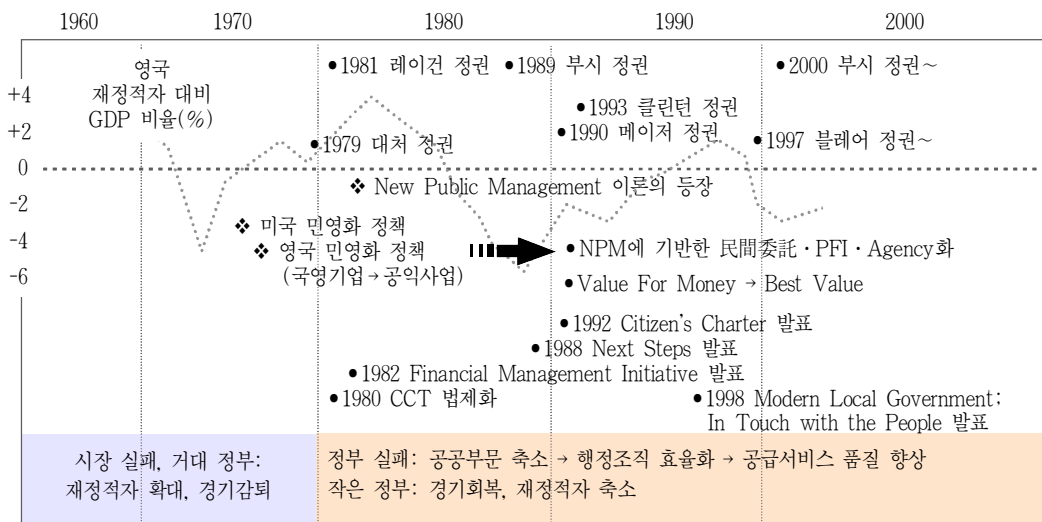 1960 1970 1980 1990 2000
영국
재정적자 대비
GDP 비율(%)
+4
+2
0
-2
-4
-6
•1981 레이건 정권 •1989 부시 정권 •2000 부시 정권~
•1993 클린턴 정권
•1990 메이저 정권
•1979 대처 정권 •1997 블레어 정권~
❖ New Public Management 이론의 등장
❖ 미국 민영화 정책
❖ 영국 민영화 정책
(국영기업→공익사업)
•NPM에 기반한 民間委託·PFI·Agency화
•Value For Money → Best Value
•1992 Citizen's Charter 발표
•1988 Next Steps 발표
•1982 Financial Management Initiative 발표
•1980 CCT 법제화
•1998 Modern Local Government;
In Touch with the People 발표
시장 실패, 거대 정부:
재정적자 확대, 경기감퇴
정부 실패: 공공부문 축소→행정조직 효율화→공급서비스 품질 향상
작은 정부: 경기회복, 재정적자 축소